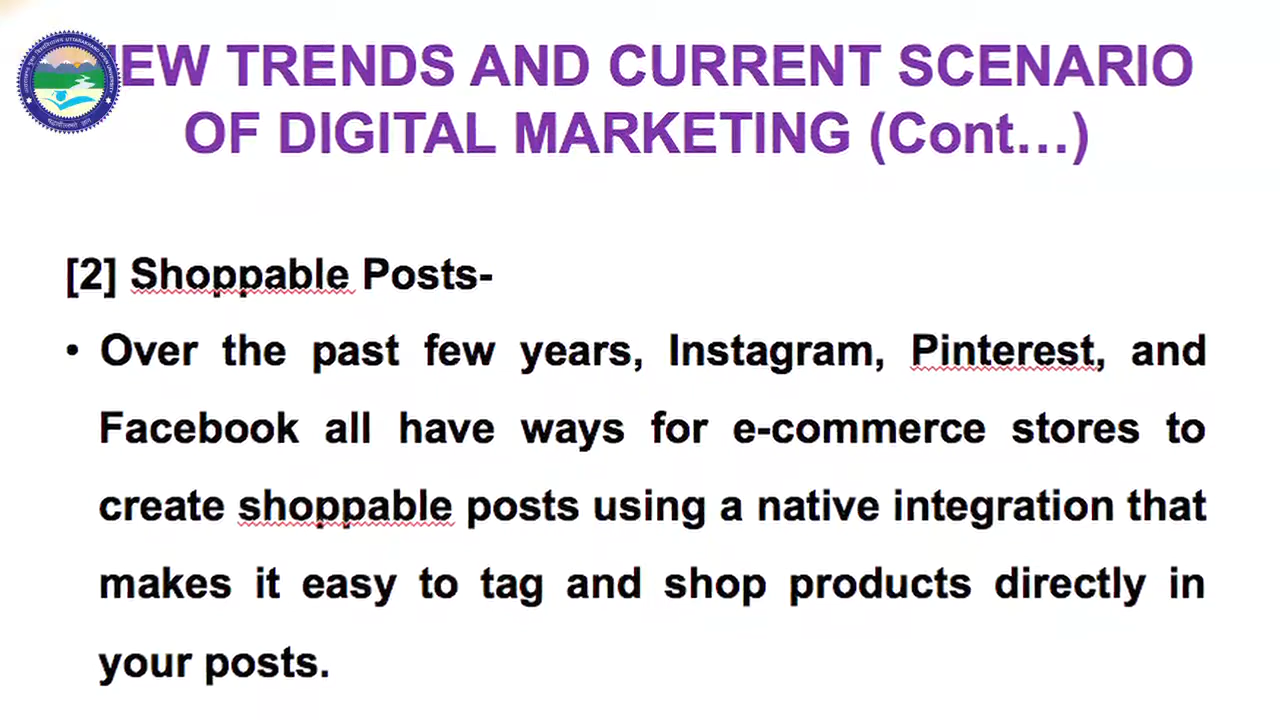 EW TRENDS AND CURRENT SCENARIO
OF DIGITAL MARKETING (Cont...)
[2] Shoppable Posts-
• Over the past few years, Instagram, Pinterest, and
Facebook all have ways for e-commerce stores to
create shoppable posts using a native integration that
makes it easy to tag and shop products directly in
your posts.